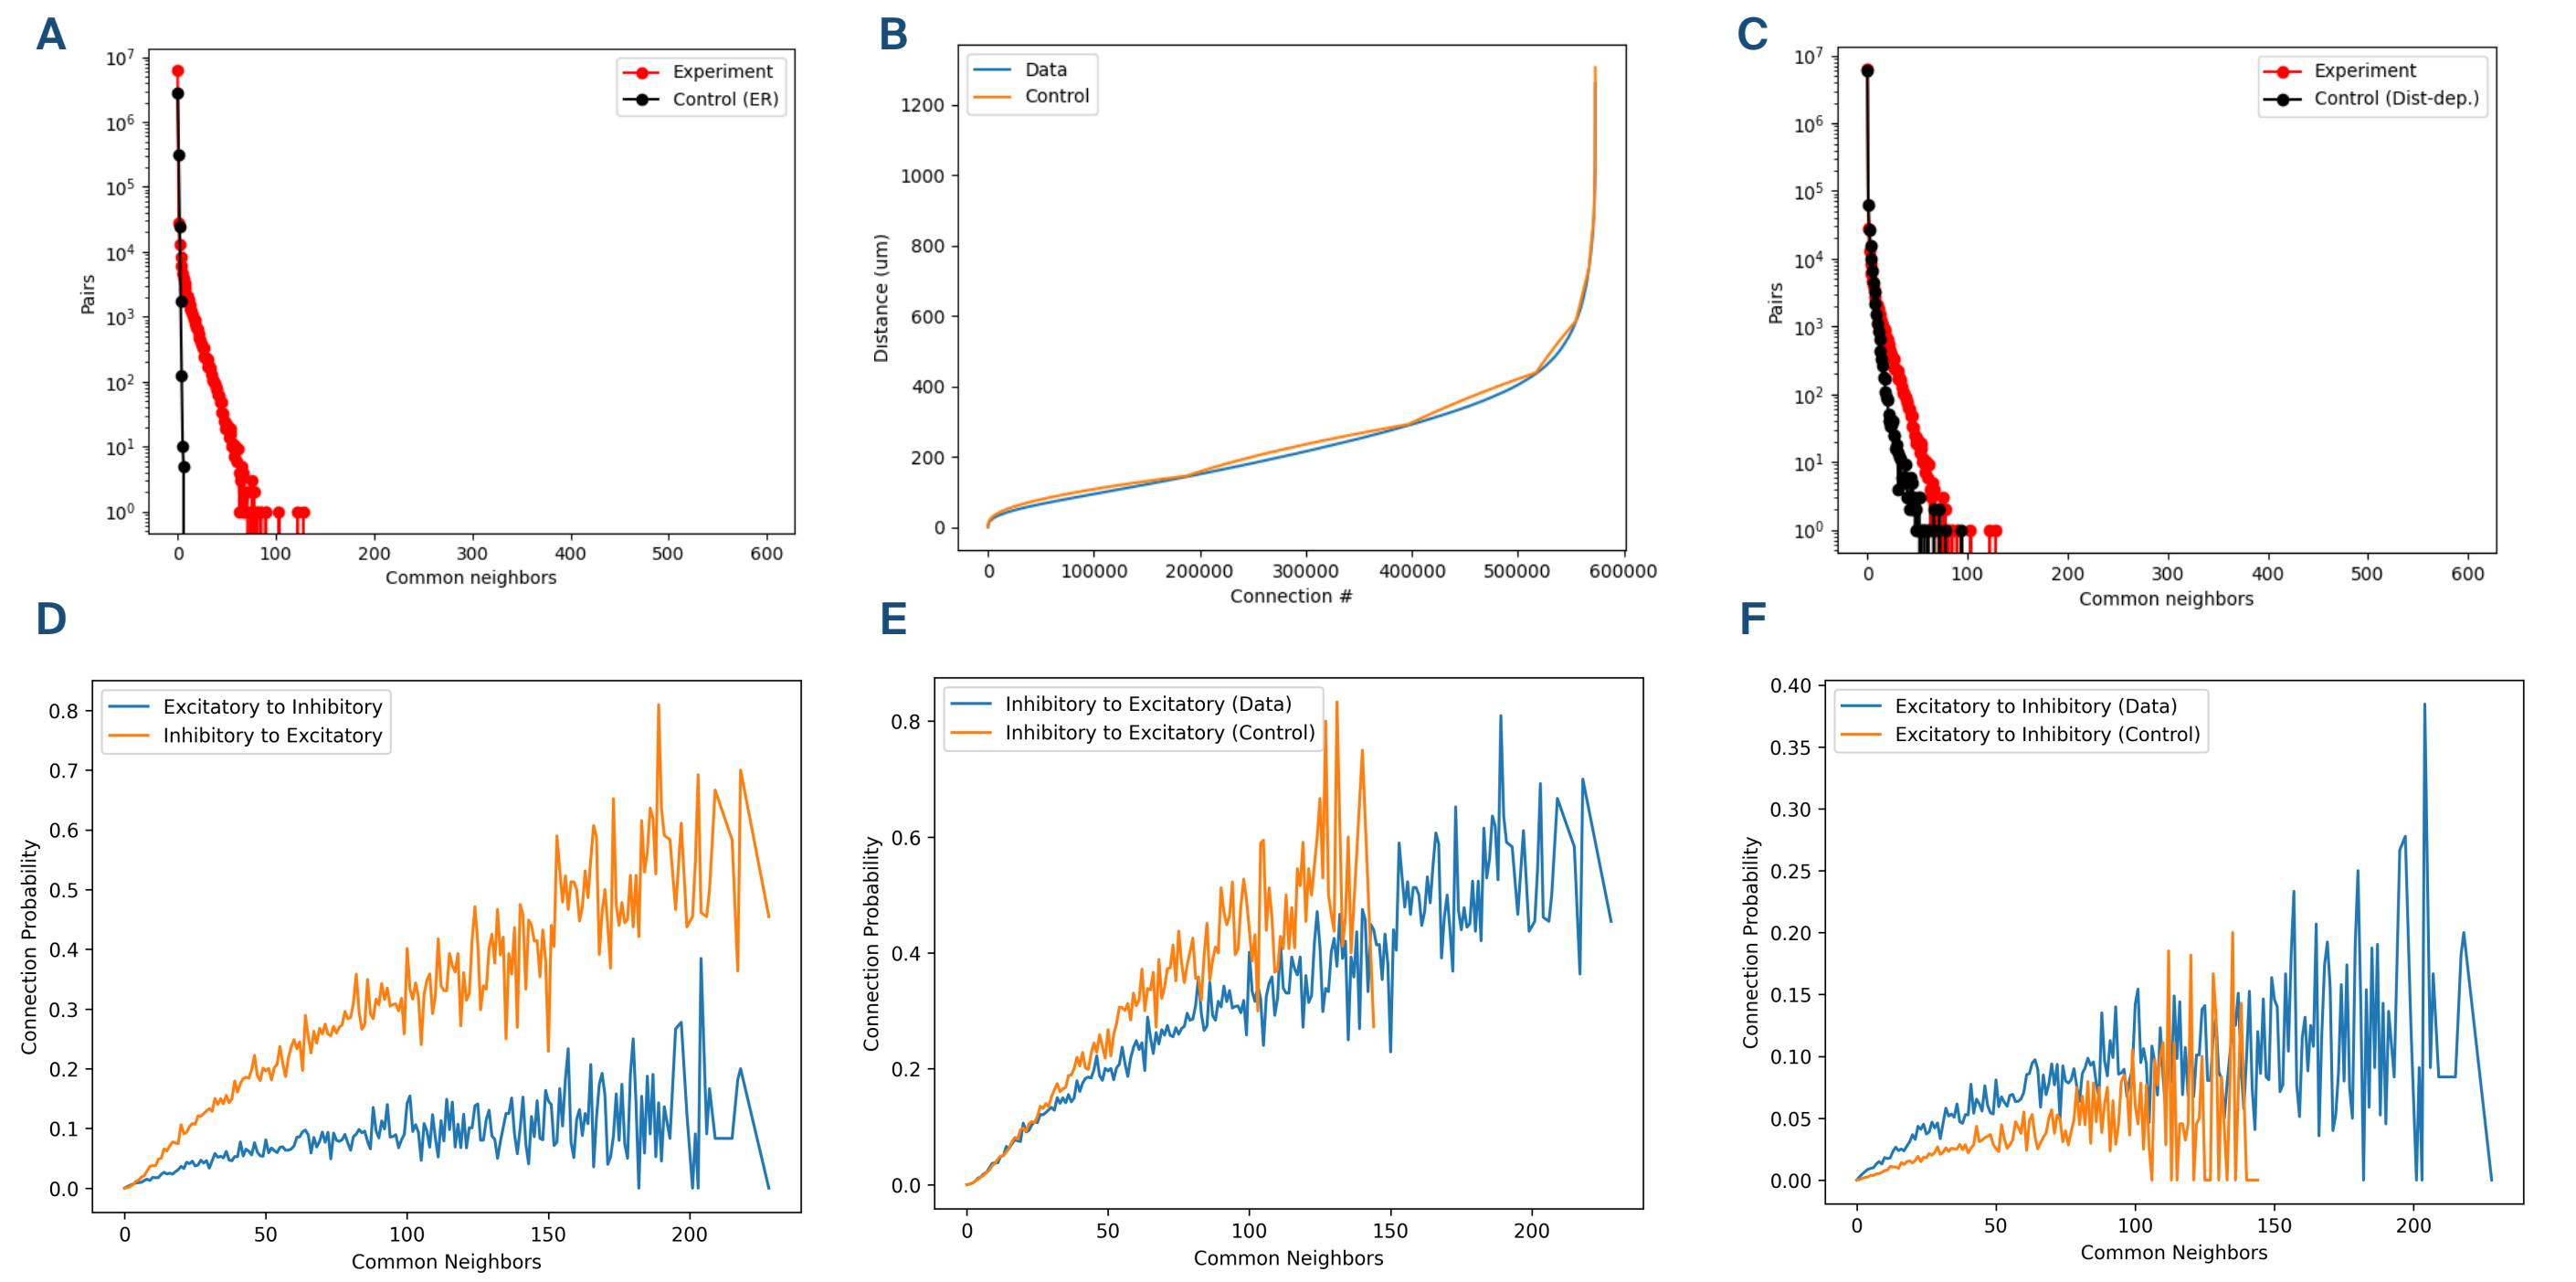 A
10^7
10^6
10^5
10^4
10^3
10^2
10^1
10^0
Pairs
Experiment
Control (ER)
0 100 200 300 400 500 600
Common neighbors
B
Data
Control
1200
1000
800
600
400
200
0
Distance (um)
0 100000 200000 300000 400000 500000 600000
Connection #
C
10^7
10^6
10^5
10^4
10^3
10^2
10^1
10^0
Pairs
Experiment
Control (Dist-dep.)
0 100 200 300 400 500 600
Common neighbors
D
Excitatory to Inhibitory
Inhibitory to Excitatory
0.8
0.7
0.6
0.5
0.4
0.3
0.2
0.1
0.0
Connection Probability
0 50 100 150 200
Common Neighbors
E
Inhibitory to Excitatory (Data)
Inhibitory to Excitatory (Control)
0.8
0.6
0.4
0.2
0.0
Connection Probability
0 50 100 150 200
Common Neighbors
F
Excitatory to Inhibitory (Data)
Excitatory to Inhibitory (Control)
0.40
0.35
0.30
0.25
0.20
0.15
0.10
0.05
0.00
Connection Probability
0 50 100 150 200
Common Neighbors